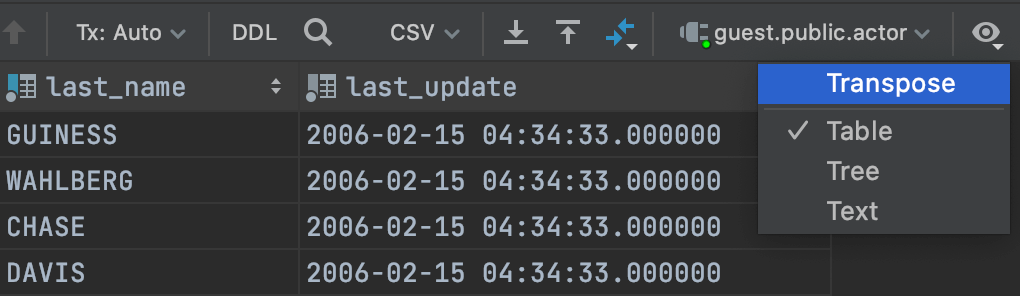 Tx: Auto DDL CSV guest.public.actor
last_name last_update
GUINESS 2006-02-15 04:34:33.000000
WAHLBERG 2006-02-15 04:34:33.000000
CHASE 2006-02-15 04:34:33.000000
DAVIS 2006-02-15 04:34:33.000000
Transpose
Table
Tree
Text